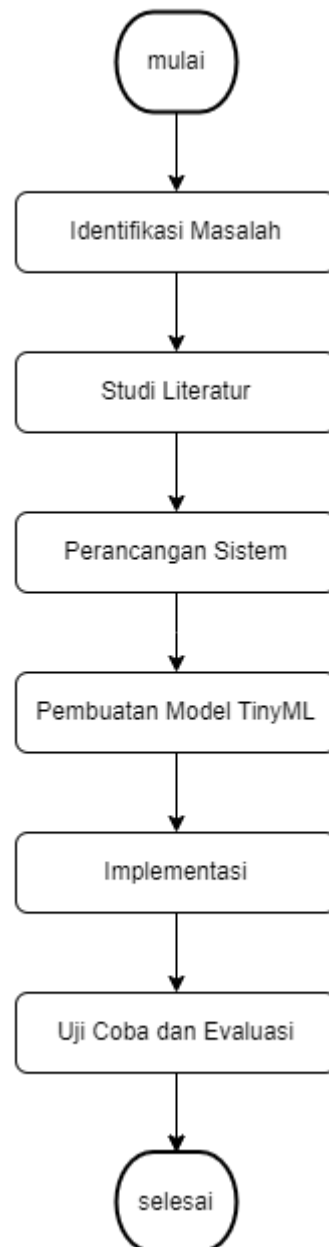 mulai
Identifikasi Masalah
Studi Literatur
Perancangan Sistem
Pembuatan Model TinyML
Implementasi
Uji Coba dan Evaluasi
selesai